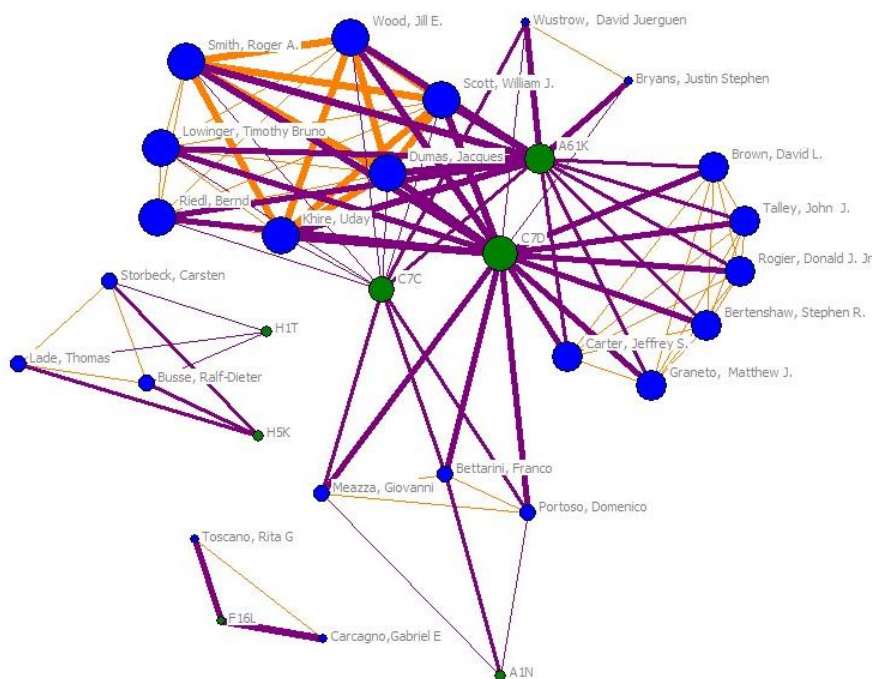 Wustrow,  David Juerguen
Wood, Jill E.
Smith, Roger A.
Bryans, Justin Stephen
Scott, William J.
Lowinger, Timothy Bruno
Dumas, Jacques
A61K
Brown, David L.
Riedl, Bernd
Khire, Uday
Talley, John  J.
C7D
Rogier, Donald J. Jr
Storbeck, Carsten
C7C
Bertenshaw, Stephen R.
H1T
Carter, Jeffrey S.
Lade, Thomas
Graneto,  Matthew J.
Busse, Ralf-Dieter
H5K
Bettarini, Franco
Meazza, Giovanni
Portoso, Domenico
Toscano, Rita G
F16L
Carcagno,Gabriel E
A1N